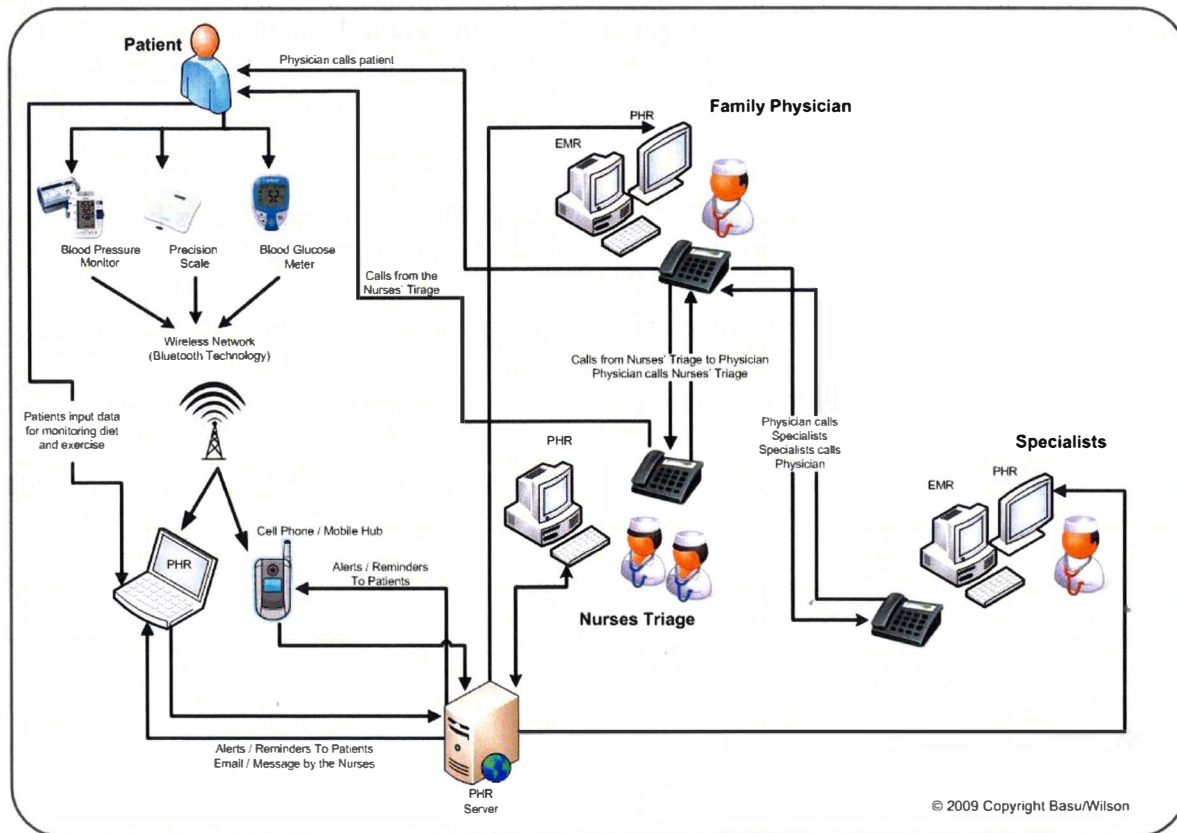 Patient
Physician calls patient
Family Physician
PHR
EMR
Blood Pressure
Monitor
Precision
Scale
Blood Glucose
Meter
Calls from the
Nurses' Tirage
Wireless Network
(Bluetooth Technology)
Calls from Nurses' Triage to Physician
Physician calls Nurses' Triage
Patients input data
for monitoring diet
and exercise
Physician calls
Specialists
Specialists calls
Physician
PHR
Specialists
EMR
PHR
Cell Phone / Mobile Hub
PHR
Alerts / Reminders
To Patients
Nurses Triage
Alerts / Reminders To Patients
Email / Message by the Nurses
PHR
Server
© 2009 Copyright Basu/Wilson